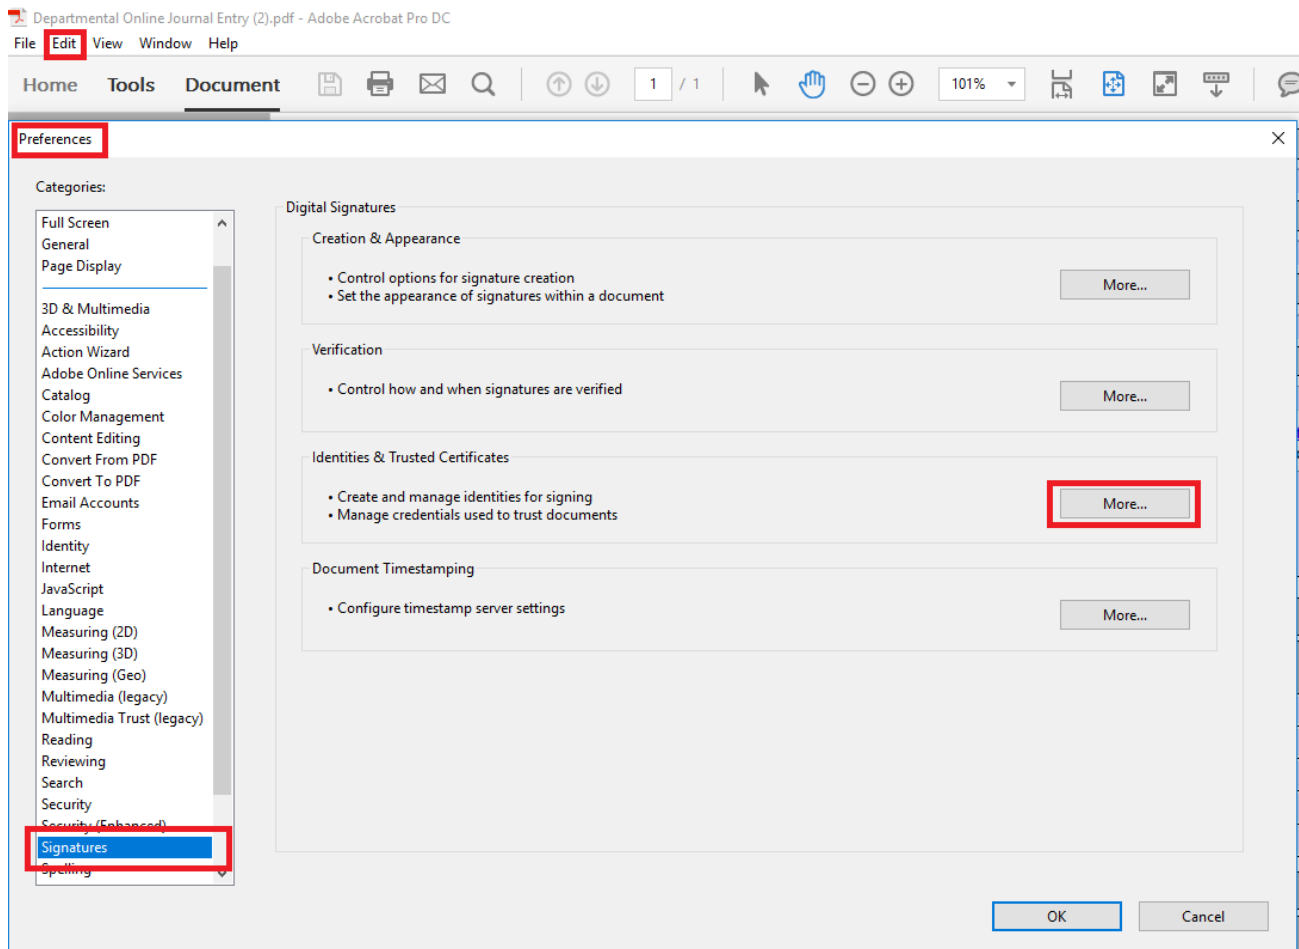 Departmental Online Journal Entry (2).pdf - Adobe Acrobat Pro DC
File Edit View Window Help
Home Tools Document 1 / 1 101%
Preferences
Categories:
Full Screen
General
Page Display
3D & Multimedia
Accessibility
Action Wizard
Adobe Online Services
Catalog
Color Management
Content Editing
Convert From PDF
Convert To PDF
Email Accounts
Forms
Identity
Internet
JavaScript
Language
Measuring (2D)
Measuring (3D)
Measuring (Geo)
Multimedia (legacy)
Multimedia Trust (legacy)
Reading
Reviewing
Search
Security
Security (Enhanced)
Signatures
Spelling
Digital Signatures
Creation & Appearance
• Control options for signature creation
• Set the appearance of signatures within a document
More...
Verification
• Control how and when signatures are verified
More...
Identities & Trusted Certificates
• Create and manage identities for signing
• Manage credentials used to trust documents
More...
Document Timestamping
• Configure timestamp server settings
More...
OK Cancel